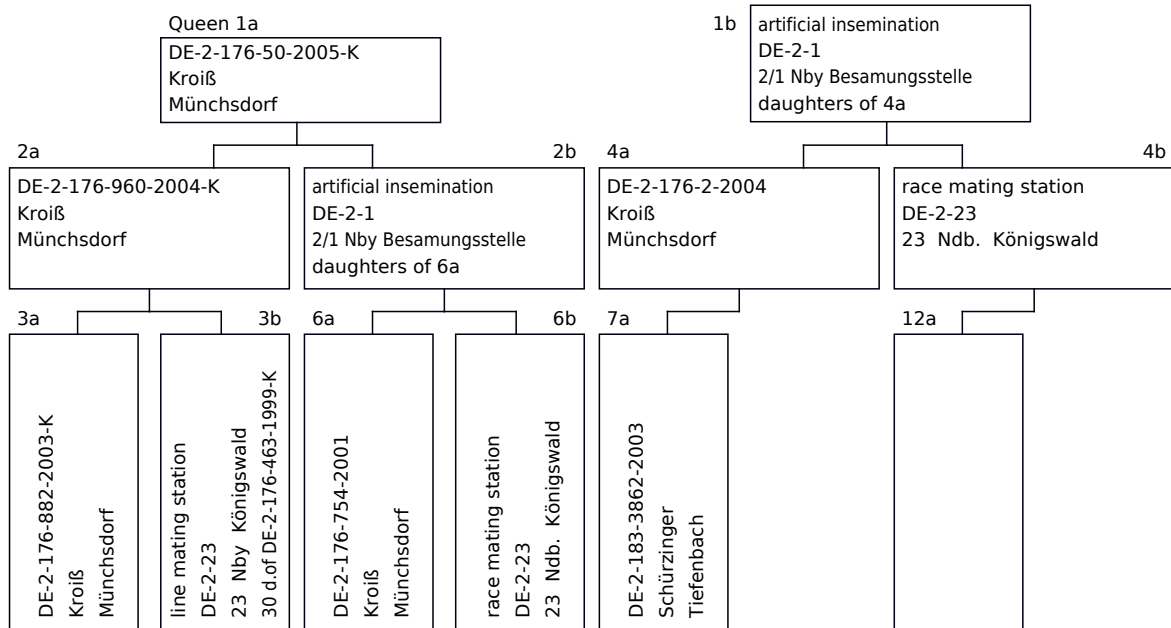 Queen 1a
DE-2-176-50-2005-K
Kroiß
Münchsdorf
1b
artificial insemination
DE-2-1
2/1 Nby Besamungsstelle
daughters of 4a
2a
DE-2-176-960-2004-K
Kroiß
Münchsdorf
2b
artificial insemination
DE-2-1
2/1 Nby Besamungsstelle
daughters of 6a
4a
DE-2-176-2-2004
Kroiß
Münchsdorf
4b
race mating station
DE-2-23
23 Ndb. Königswald
3a
DE-2-176-882-2003-K
Kroiß
Münchsdorf
3b
line mating station
DE-2-23
23 Nby Königswald
30 d.of DE-2-176-463-1999-K
6a
DE-2-176-754-2001
Kroiß
Münchsdorf
6b
race mating station
DE-2-23
23 Ndb. Königswald
7a
DE-2-183-3862-2003
Schürzinger
Tiefenbach
12a